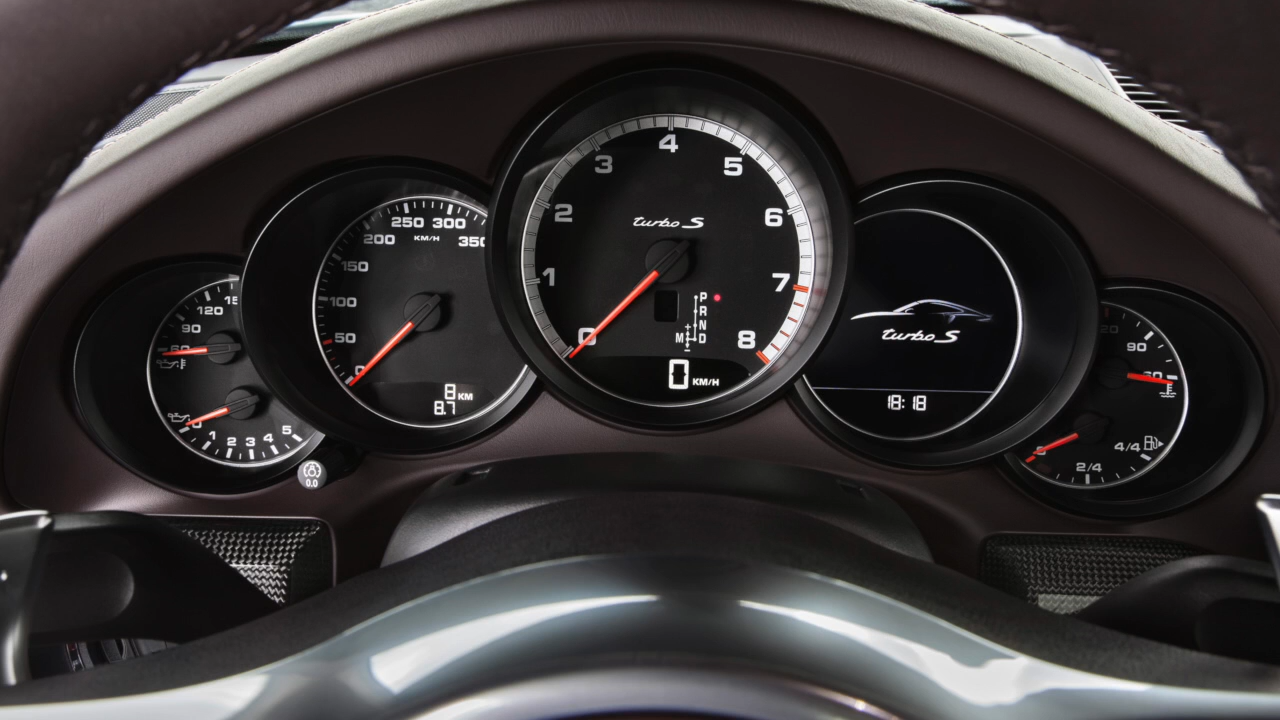 15
120
90
60
1 2 3 4 5
250 300
200 350
KM/H
150
100
50
0
8 KM
8.7
0.0
4
3 5
2 6
turbo S
1 7
0 8
P
R
N
M D
+
-
0 KM/H
turbo S
18:18
90
4/4
2/4